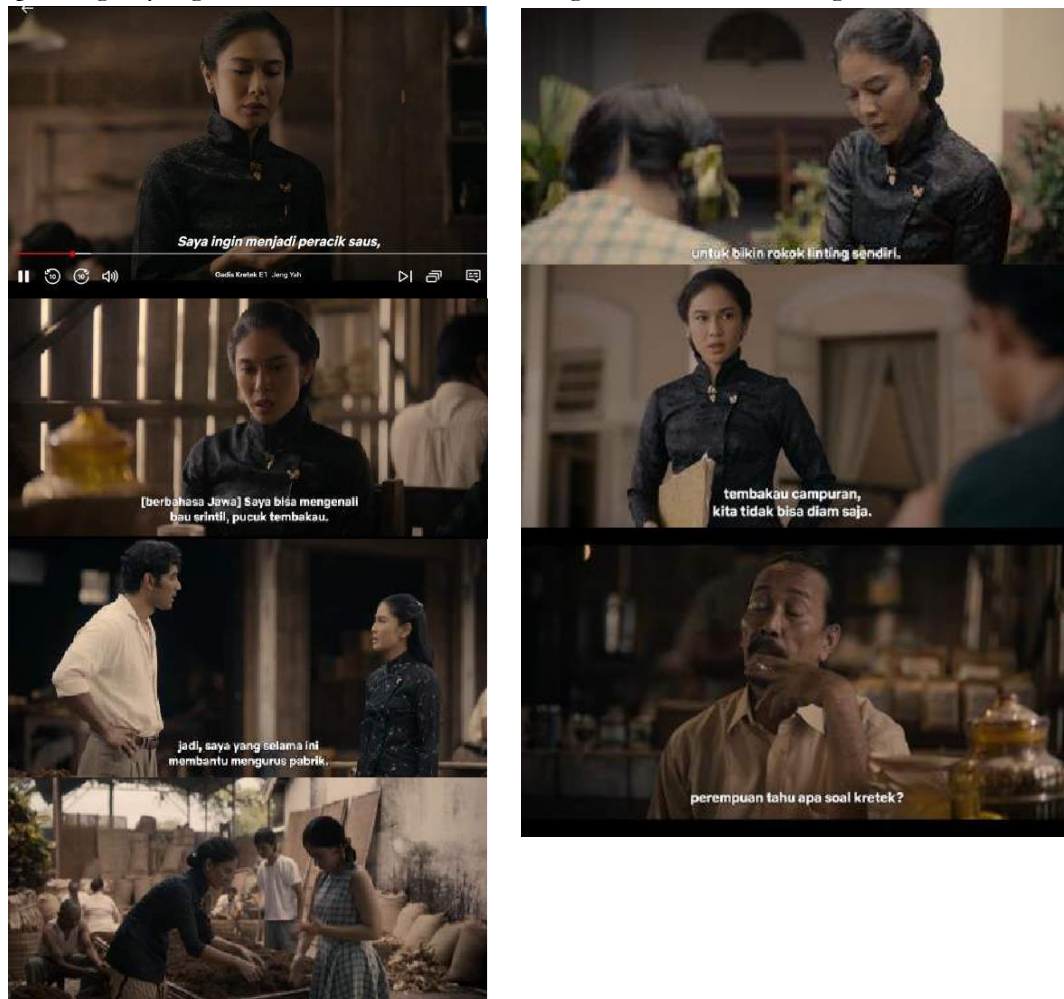 Saya ingin menjadi peracik saus,
Gadis Kretek E1 Jeng Yah
[berbahasa Jawa] Saya bisa mengenali
bau srintil, pucuk tembakau.
jadi, saya yang selama ini
membantu mengurus pabrik.
untuk bikin rokok linting sendiri.
tembakau campuran,
kita tidak bisa diam saja.
perempuan tahu apa soal kretek?